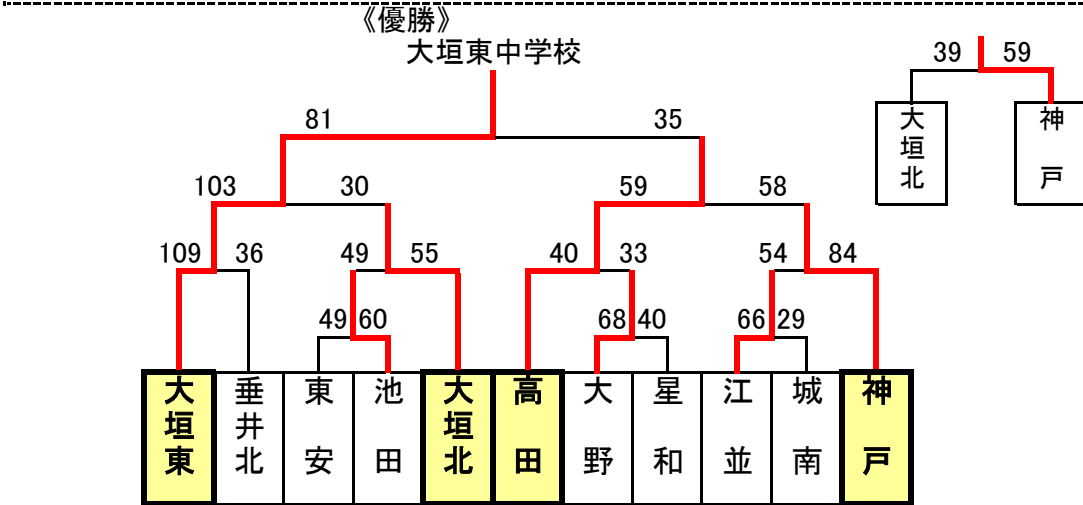 《優勝》
大垣東中学校
39 59
大垣北 神戸
81 35
103 30 59 58
109 36 49 55 40 33 54 84
49 60 68 40 66 29
大垣東 垂井北 東安 池田 大垣北 高田 大野 星和 江並 城南 神戸